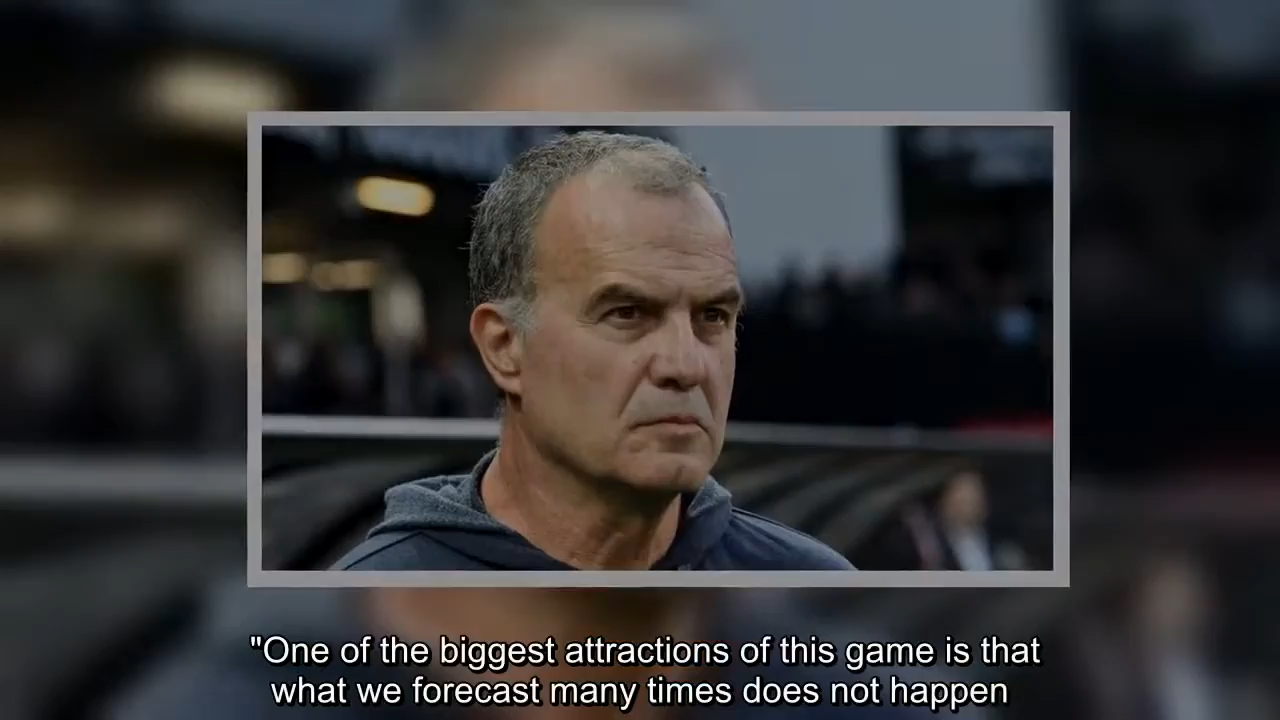 "One of the biggest attractions of this game is that
what we forecast many times does not happen